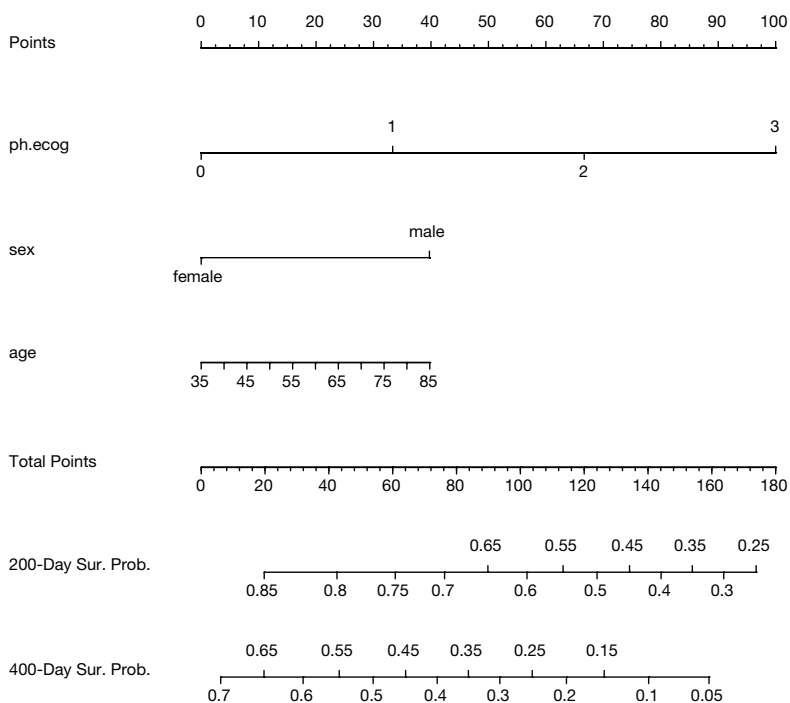 Points
0 10 20 30 40 50 60 70 80 90 100
ph.ecog
1 3
0 2
sex
male
female
age
35 45 55 65 75 85
Total Points
0 20 40 60 80 100 120 140 160 180
200-Day Sur. Prob.
0.65 0.55 0.45 0.35 0.25
0.85 0.8 0.75 0.7 0.6 0.5 0.4 0.3
400-Day Sur. Prob.
0.65 0.55 0.45 0.35 0.25 0.15
0.7 0.6 0.5 0.4 0.3 0.2 0.1 0.05